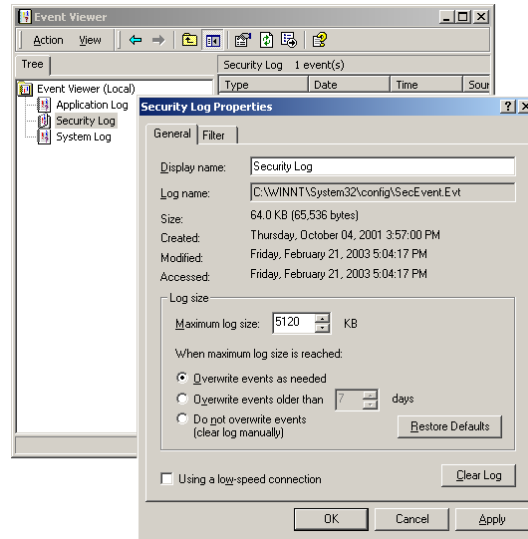 Event Viewer
Action View
Tree
Security Log 1 event(s)
Type Date Time Sour
Event Viewer (Local)
Application Log
Security Log
System Log
Security Log Properties
General Filter
Display name: Security Log
Log name: C:\WINNT\System32\config\SecEvent.Evt
Size: 64.0 KB (65,536 bytes)
Created: Thursday, October 04, 2001 3:57:00 PM
Modified: Friday, February 21, 2003 5:04:17 PM
Accessed: Friday, February 21, 2003 5:04:17 PM
Log size
Maximum log size: 5120 KB
When maximum log size is reached:
Overwrite events as needed
Overwrite events older than 7 days
Do not overwrite events
(clear log manually)
Restore Defaults
Using a low-speed connection
Clear Log
OK Cancel Apply